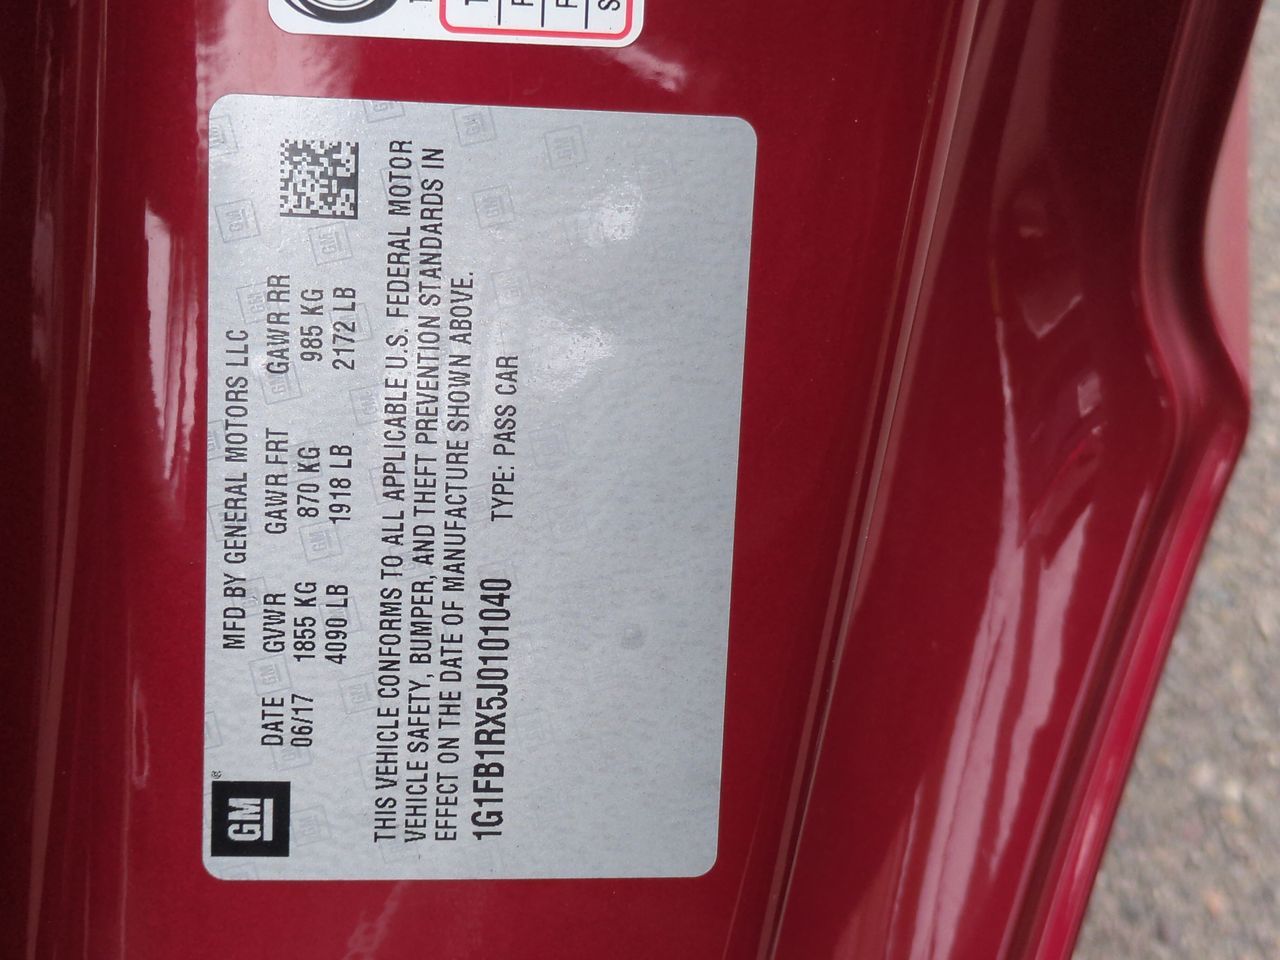 GM
®
MFD BY GENERAL MOTORS LLC
DATE GVWR GAWR FRT GAWR RR
06/17 1855 KG 870 KG 985 KG
4090 LB 1918 LB 2172 LB
THIS VEHICLE CONFORMS TO ALL APPLICABLE U.S. FEDERAL MOTOR
VEHICLE SAFETY, BUMPER, AND THEFT PREVENTION STANDARDS IN
EFFECT ON THE DATE OF MANUFACTURE SHOWN ABOVE.
1G1FB1RX5J0101040 TYPE: PASS CAR